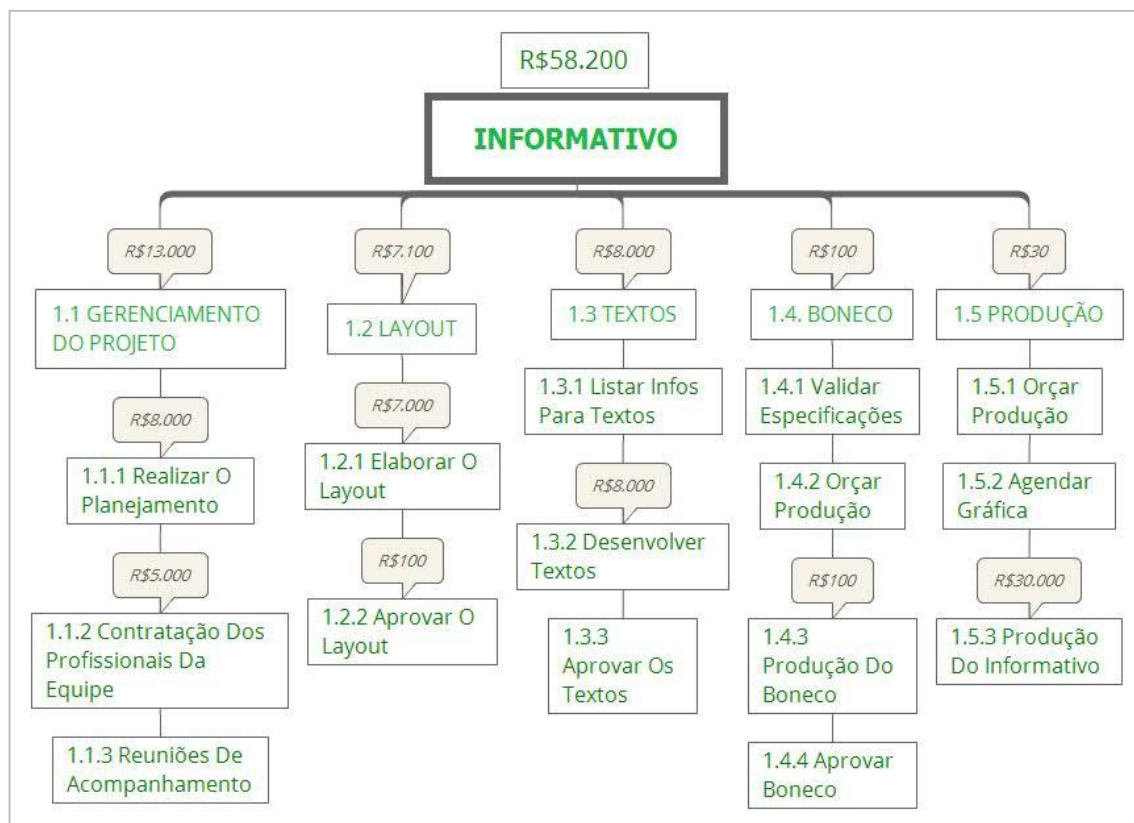 R$58.200
INFORMATIVO
R$13.000
1.1 GERENCIAMENTO
DO PROJETO
R$8.000
1.1.1 Realizar O
Planejamento
R$5.000
1.1.2 Contratação Dos
Profissionais Da
Equipe
1.1.3 Reuniões De
Acompanhamento
R$7.100
1.2 LAYOUT
R$7.000
1.2.1 Elaborar O
Layout
R$100
1.2.2 Aprovar O
Layout
R$8.000
1.3 TEXTOS
1.3.1 Listar Infos
Para Textos
R$8.000
1.3.2 Desenvolver
Textos
1.3.3
Aprovar Os
Textos
R$100
1.4. BONECO
1.4.1 Validar
Especificações
1.4.2 Orçar
Produção
R$100
1.4.3
Produção Do
Boneco
1.4.4 Aprovar
Boneco
R$30
1.5 PRODUÇÃO
1.5.1 Orçar
Produção
1.5.2 Agendar
Gráfica
R$30.000
1.5.3 Produção
Do Informativo